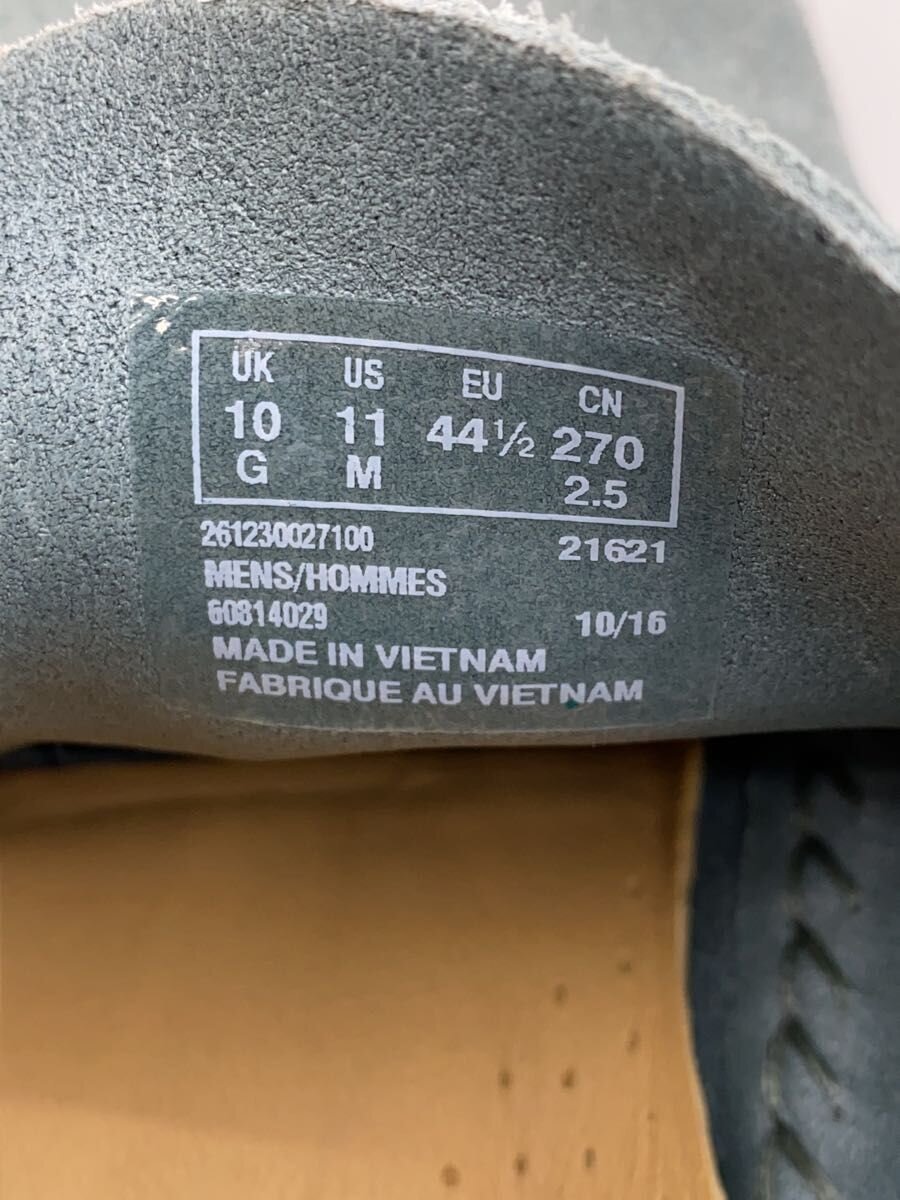 UK US EU CN
10 11 44½ 270
G M 2.5
261230027100 21621
MENS/HOMMES
60814029 10/16
MADE IN VIETNAM
FABRIQUE AU VIETNAM